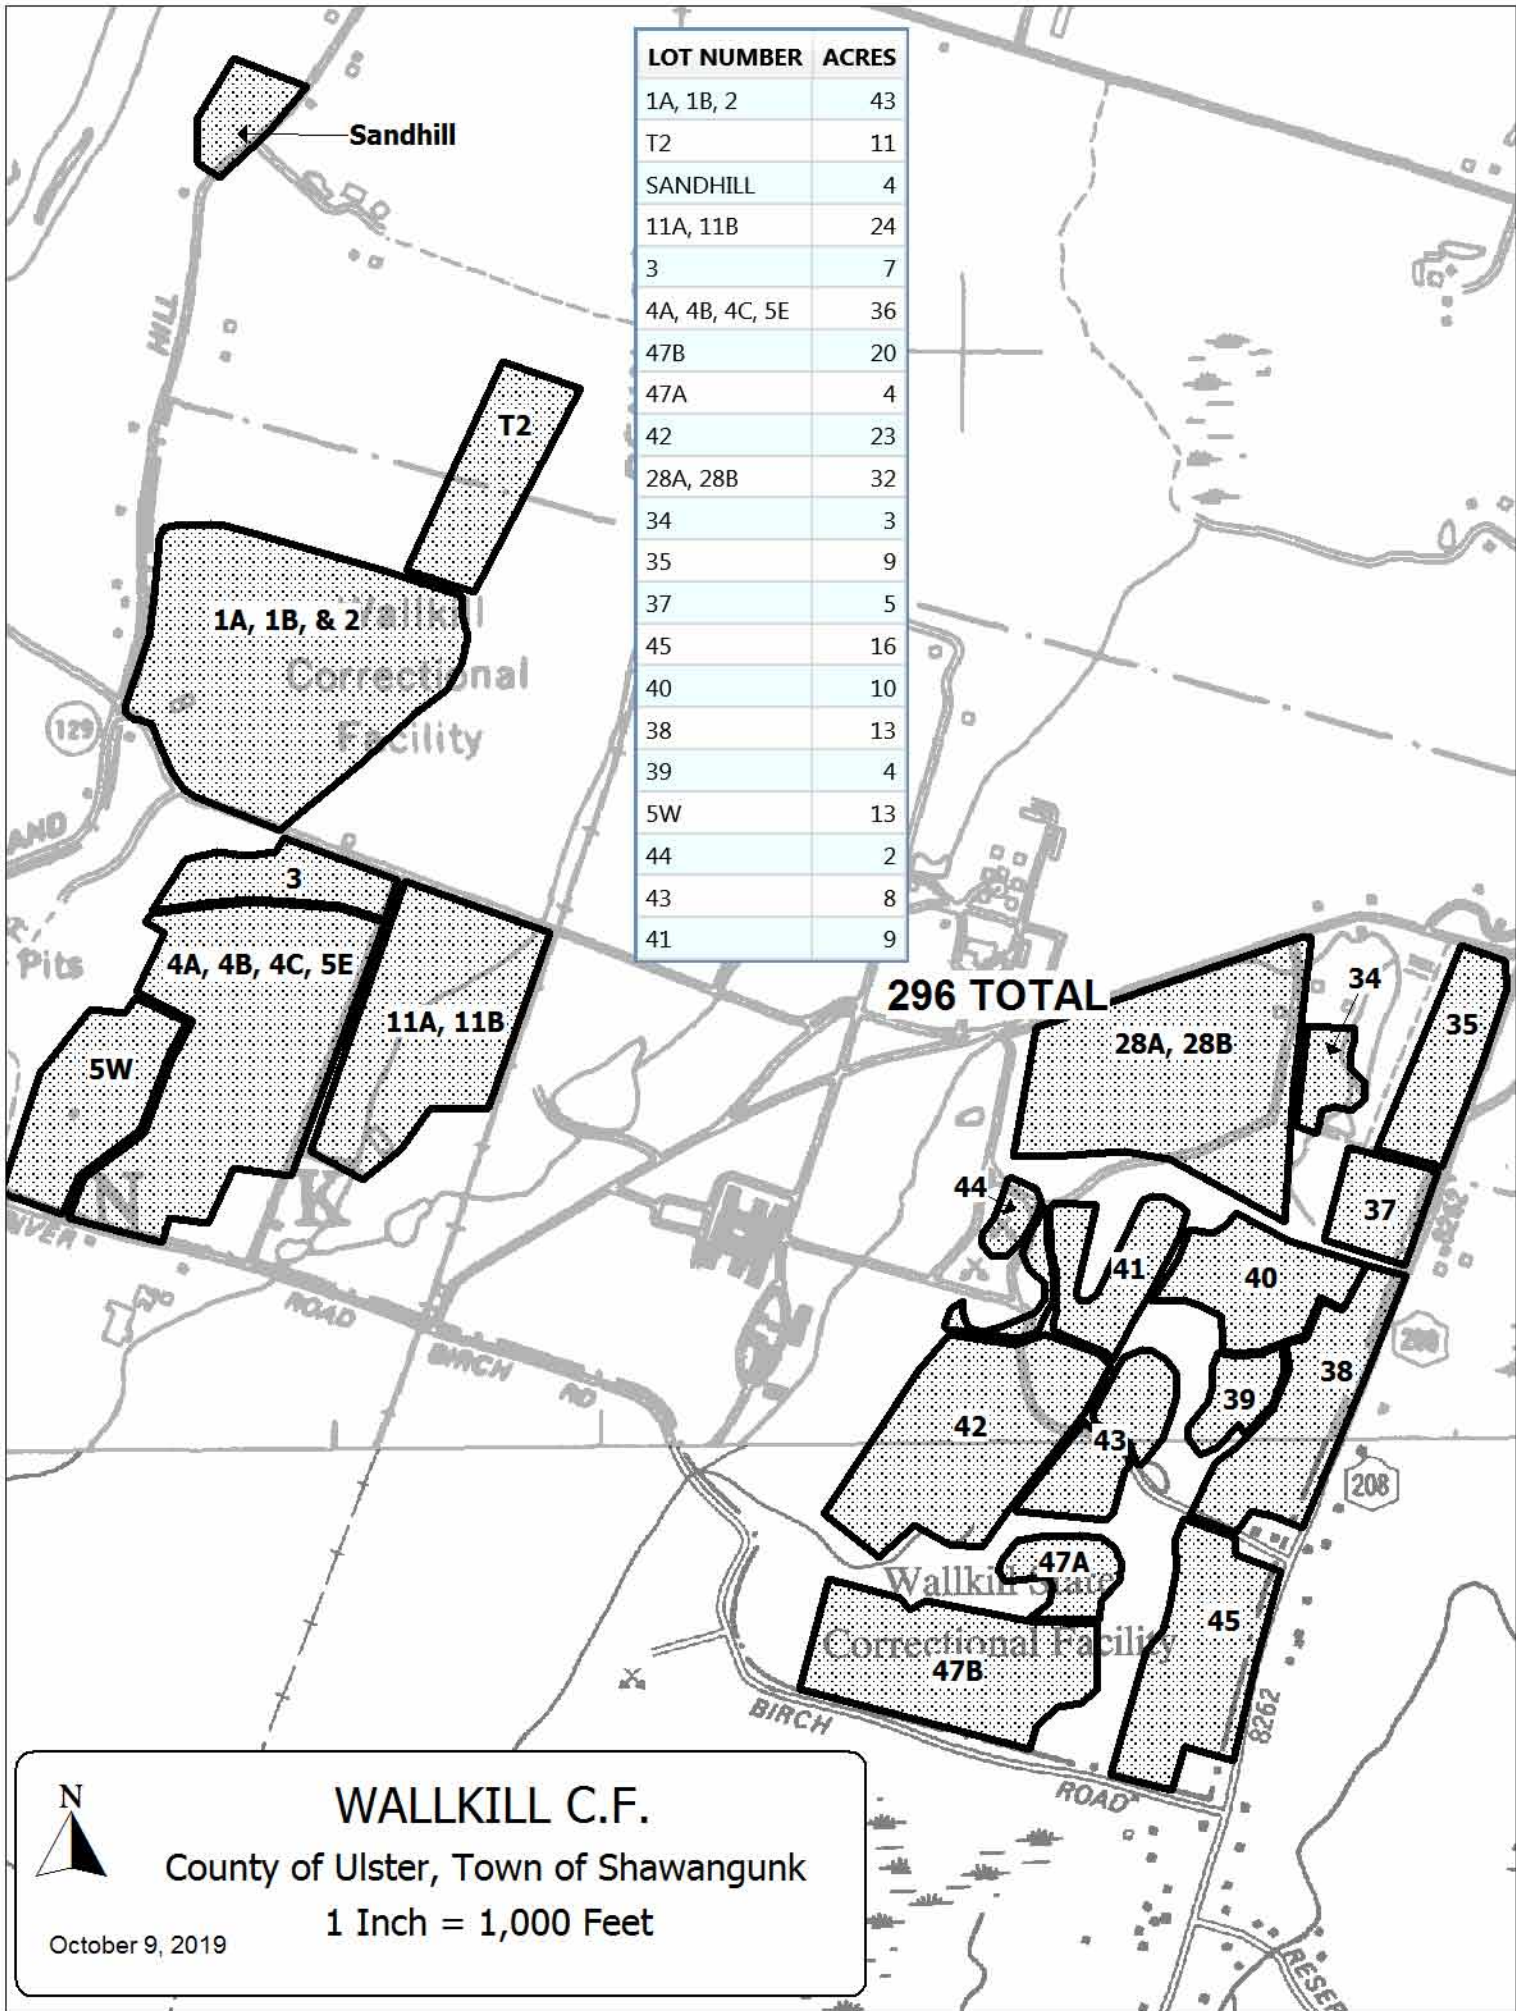 LOT NUMBER ACRES
1A, 1B, 2 43
T2 11
SANDHILL 4
11A, 11B 24
3 7
4A, 4B, 4C, 5E 36
47B 20
47A 4
42 23
28A, 28B 32
34 3
35 9
37 5
45 16
40 10
38 13
39 4
5W 13
44 2
43 8
41 9
296 TOTAL
Sandhill
HILL
T2
1A, 1B, & 2
Wallkill
Correctional
Facility
129
AND
3
Pits
4A, 4B, 4C, 5E
11A, 11B
5W
N
K
ROAD
BIRCH
RD
28A, 28B
34
35
37
44
41
40
38
39
42
43
208
47A
Wallkill State
Correctional Facility
47B
45
BIRCH
ROAD
8262
N
WALLKILL C.F.
County of Ulster, Town of Shawangunk
1 Inch = 1,000 Feet
October 9, 2019